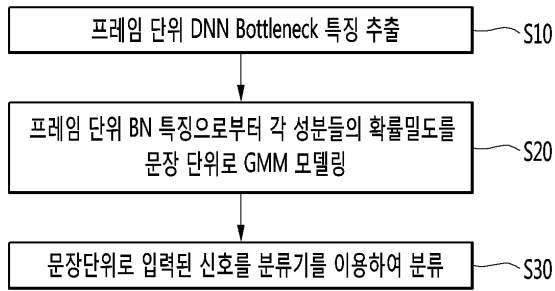 프레임 단위 DNN Bottleneck 특징 추출
S10
프레임 단위 BN 특징으로부터 각 성분들의 확률밀도를
문장 단위로 GMM 모델링
S20
문장단위로 입력된 신호를 분류기를 이용하여 분류
S30